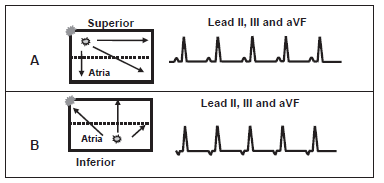 Superior
Lead II, III and aVF
A
Atria
Lead II, III and aVF
B
Atria
Inferior